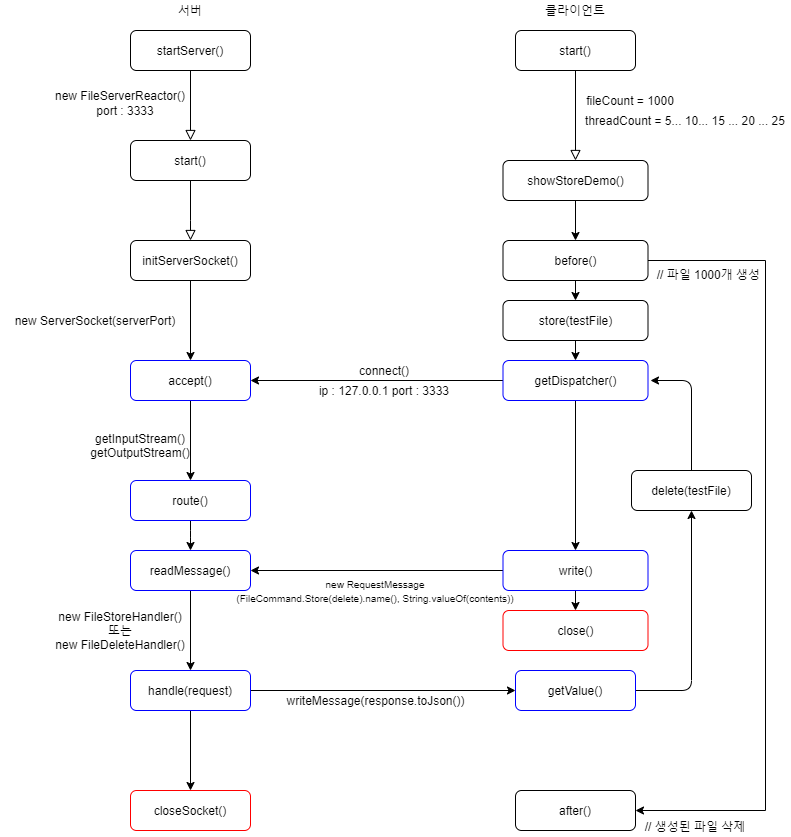 서버
클라이언트
startServer()
start()
new FileServerReactor()
port : 3333
fileCount = 1000
threadCount = 5... 10... 15 ... 20 ... 25
start()
showStoreDemo()
initServerSocket()
before()
// 파일 1000개 생성
new ServerSocket(serverPort)
store(testFile)
accept()
connect()
ip : 127.0.0.1 port : 3333
getDispatcher()
getInputStream()
getOutputStream()
route()
delete(testFile)
readMessage()
new RequestMessage
(FileCommand.Store(delete).name(), String.valueOf(contents))
write()
new FileStoreHandler()
또는
new FileDeleteHandler()
close()
handle(request)
writeMessage(response.toJson())
getValue()
closeSocket()
after()
// 생성된 파일 삭제